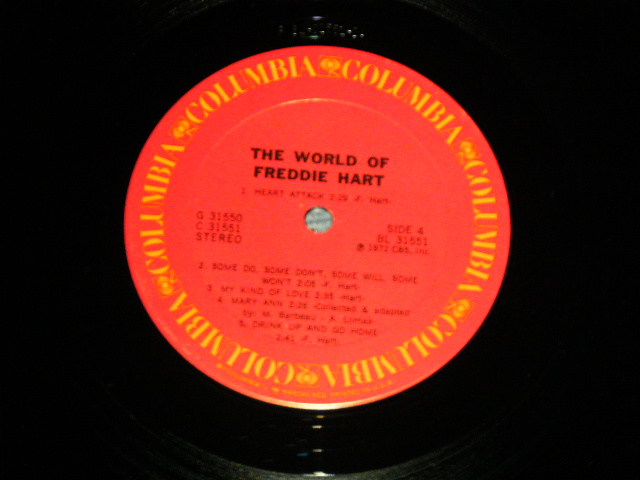 COLUMBIA COLUMBIA COLUMBIA COLUMBIA COLUMBIA COLUMBIA
THE WORLD OF
FREDDIE HART
1. HEART ATTACK 2:29 -F. Hart-
G 31550
C 31551
STEREO
SIDE 4
BL 31551
℗ 1972 CBS, Inc.
2. SOME DO, SOME DON'T, SOME WILL, SOME
WON'T 2:05 -F. Hart-
3. MY KIND OF LOVE 2:35 -Hart-
4. MARY ANN 2:26 -Collected & adapted
by: M. Barbeau - A. Lomax-
5. DRINK UP AND GO HOME
2:41 -F. Hart-